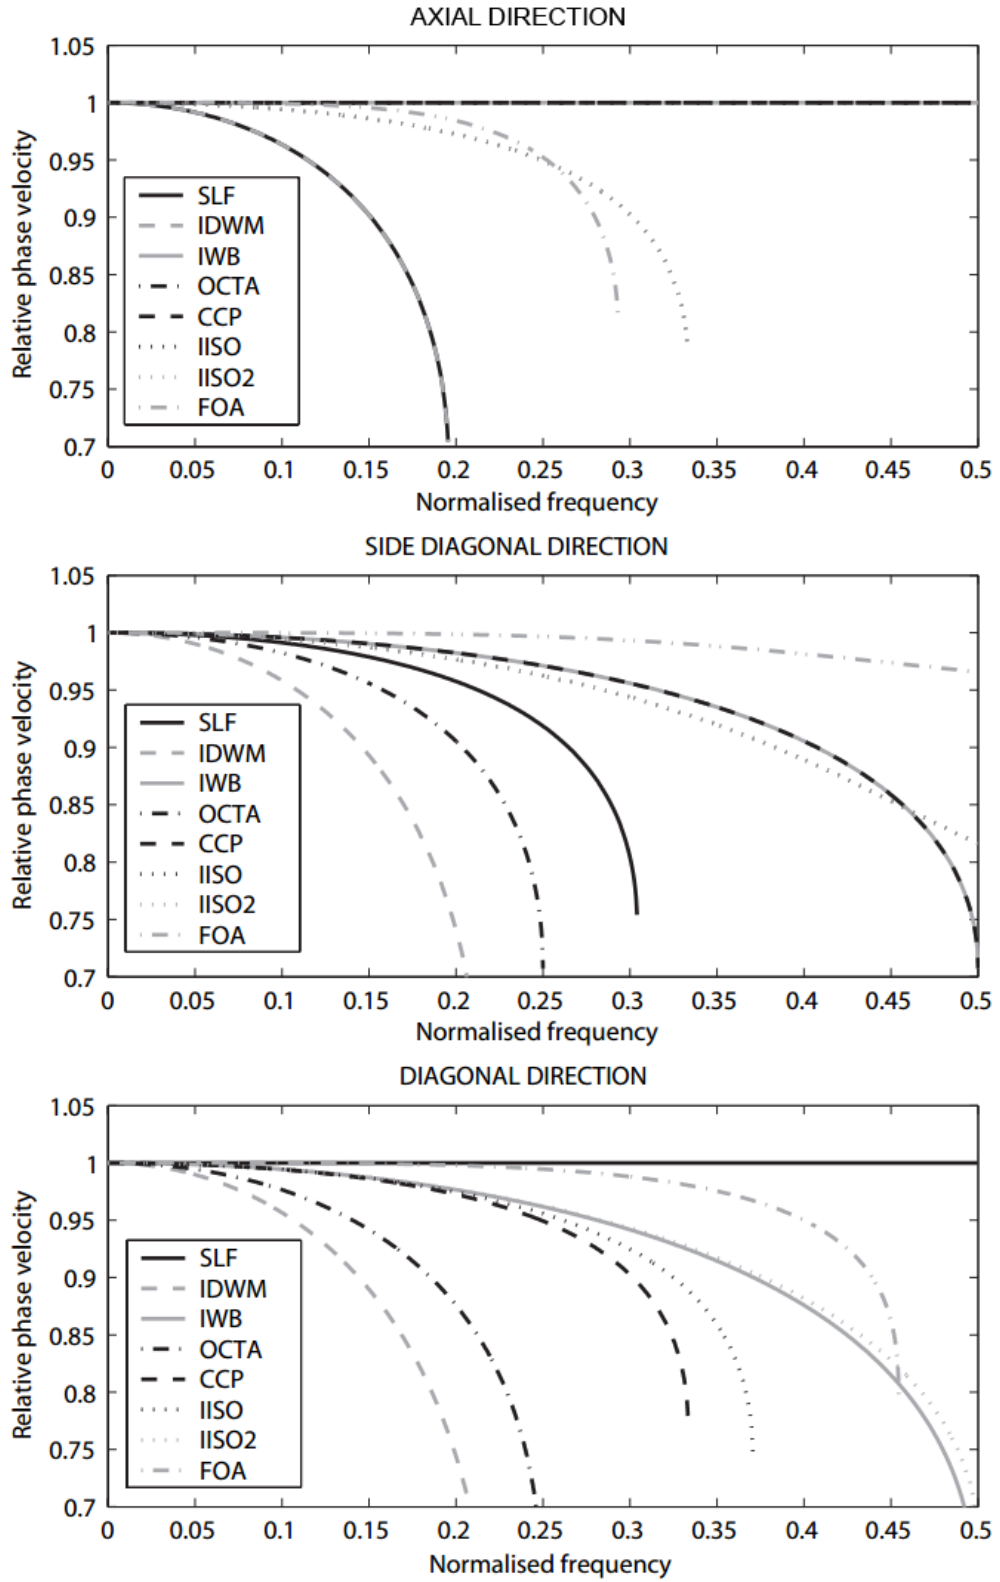 AXIAL DIRECTION
1.05
1
0.95
0.9
0.85
0.8
0.75
0.7
Relative phase velocity
SLF
IDWM
IWB
OCTA
CCP
IISO
IISO2
FOA
0 0.05 0.1 0.15 0.2 0.25 0.3 0.35 0.4 0.45 0.5
Normalised frequency
SIDE DIAGONAL DIRECTION
1.05
1
0.95
0.9
0.85
0.8
0.75
0.7
Relative phase velocity
SLF
IDWM
IWB
OCTA
CCP
IISO
IISO2
FOA
0 0.05 0.1 0.15 0.2 0.25 0.3 0.35 0.4 0.45 0.5
Normalised frequency
DIAGONAL DIRECTION
1.05
1
0.95
0.9
0.85
0.8
0.75
0.7
Relative phase velocity
SLF
IDWM
IWB
OCTA
CCP
IISO
IISO2
FOA
0 0.05 0.1 0.15 0.2 0.25 0.3 0.35 0.4 0.45 0.5
Normalised frequency